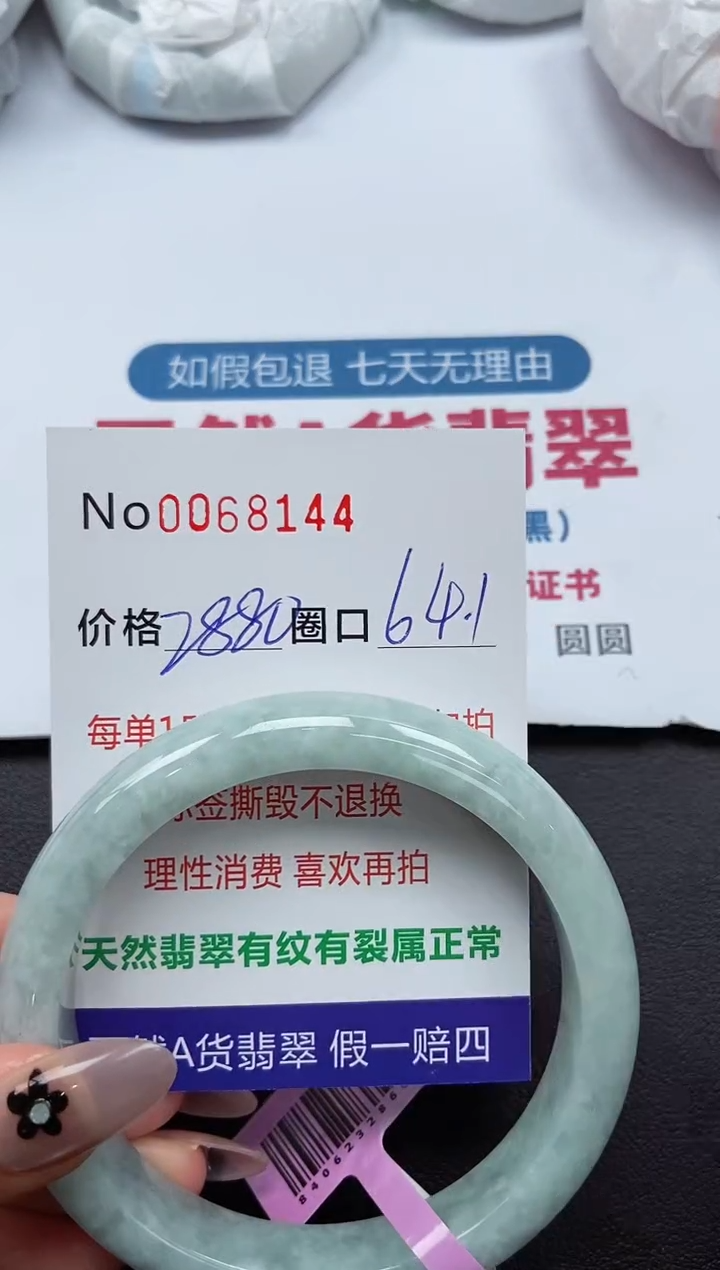 如假包退 七天无理由
翡翠
黑）
证书
圆圆
No0068144
价格2880圈口64.1
每单1
拍
签撕毁不退换
理性消费 喜欢再拍
天然翡翠有纹有裂属正常
A货翡翠 假一赔四
840623286